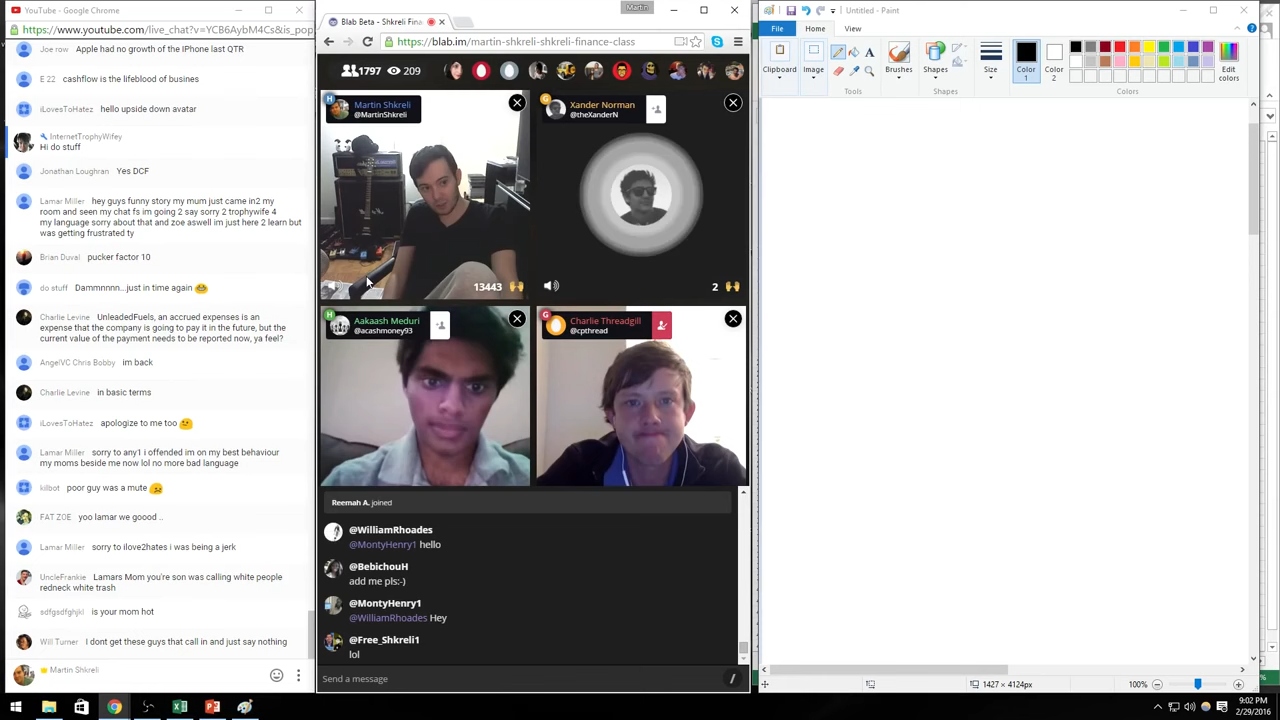 YouTube - Google Chrome
https://www.youtube.com/live_chat?v=YCB6AybM4Cs&is_pop
Joe row Apple had no growth of the IPhone last QTR
E 22 cashflow is the lifeblood of busines
iLovesToHatez hello upside down avatar
InternetTrophyWifey
Hi do stuff
Jonathan Loughran Yes DCF
Lamar Miller hey guys funny story my mum just came in2 my
room and seen my chat fs im going 2 say sorry 2 trophywife 4
my language sorry about that and zoe aswell im just here 2 learn but
was getting frustrated ty
Brian Duval pucker factor 10
do stuff Dammnnnn...just in time again
Charlie Levine UnleadedFuels, an accrued expenses is an
expense that the company is going to pay it in the future, but the
current value of the payment needs to be reported now, ya feel?
AngelVC Chris Bobby im back
Charlie Levine in basic terms
iLovesToHatez apologize to me too
Lamar Miller sorry to any1 i offended im on my best behaviour
my moms beside me now lol no more bad language
kilbot poor guy was a mute
FAT ZOE yoo lamar we goood ..
Lamar Miller sorry to ilove2hates i was being a jerk
UncleFrankie Lamars Mom you're son was calling white people
redneck white trash
sdfgsdfghjkl is your mom hot
Will Turner I dont get these guys that call in and just say nothing
Martin Shkreli
Martin
Blab Beta - Shkreli Fina
https://blab.im/martin-shkreli-shkreli-finance-class
1797 209
H Martin Shkreli
@MartinShkreli
13443
C Xander Norman
@theXanderN
2
H Aakaash Meduri
@acashmoney93
G Charlie Threadgill
@cpthread
Reemah A. joined
@WilliamRhoades
@MontyHenry1 hello
@BebichouH
add me pls:-)
@MontyHenry1
@WilliamRhoades Hey
@Free_Shkreli1
lol
Send a message
/
Untitled - Paint
File Home View
Clipboard
Image
Tools
Brushes
Shapes
Shapes
Size
Color
1
Color
2
Edit
colors
Colors
1427 × 4124px
100%
9:02 PM
2/29/2016